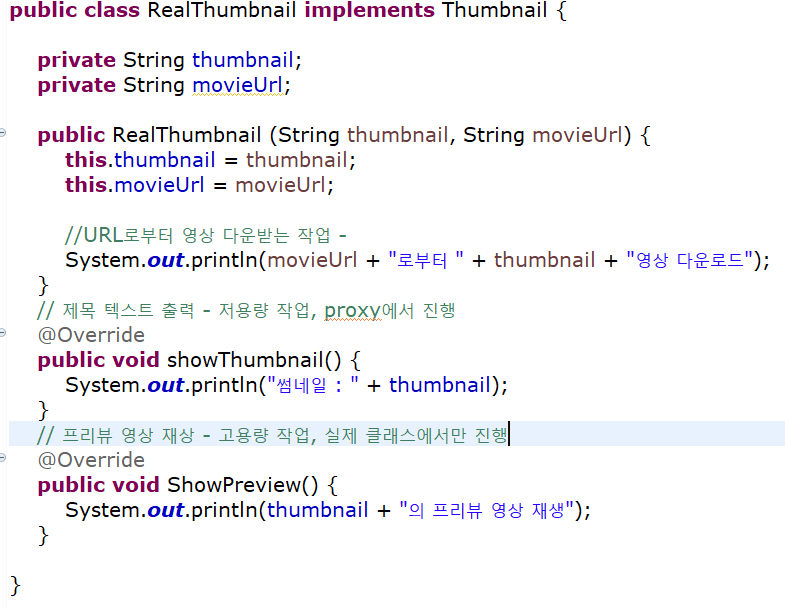 public class RealThumbnail implements Thumbnail {
private String thumbnail;
private String movieUrl;
public RealThumbnail (String thumbnail, String movieUrl) {
this.thumbnail = thumbnail;
this.movieUrl = movieUrl;
//URL로부터 영상 다운받는 작업 -
System.out.println(movieUrl + "로부터 " + thumbnail + "영상 다운로드");
}
// 제목 텍스트 출력 - 저용량 작업, proxy에서 진행
@Override
public void showThumbnail() {
System.out.println("썸네일 : " + thumbnail);
}
// 프리뷰 영상 재상 - 고용량 작업, 실제 클래스에서만 진행
@Override
public void ShowPreview() {
System.out.println(thumbnail + "의 프리뷰 영상 재생");
}
}